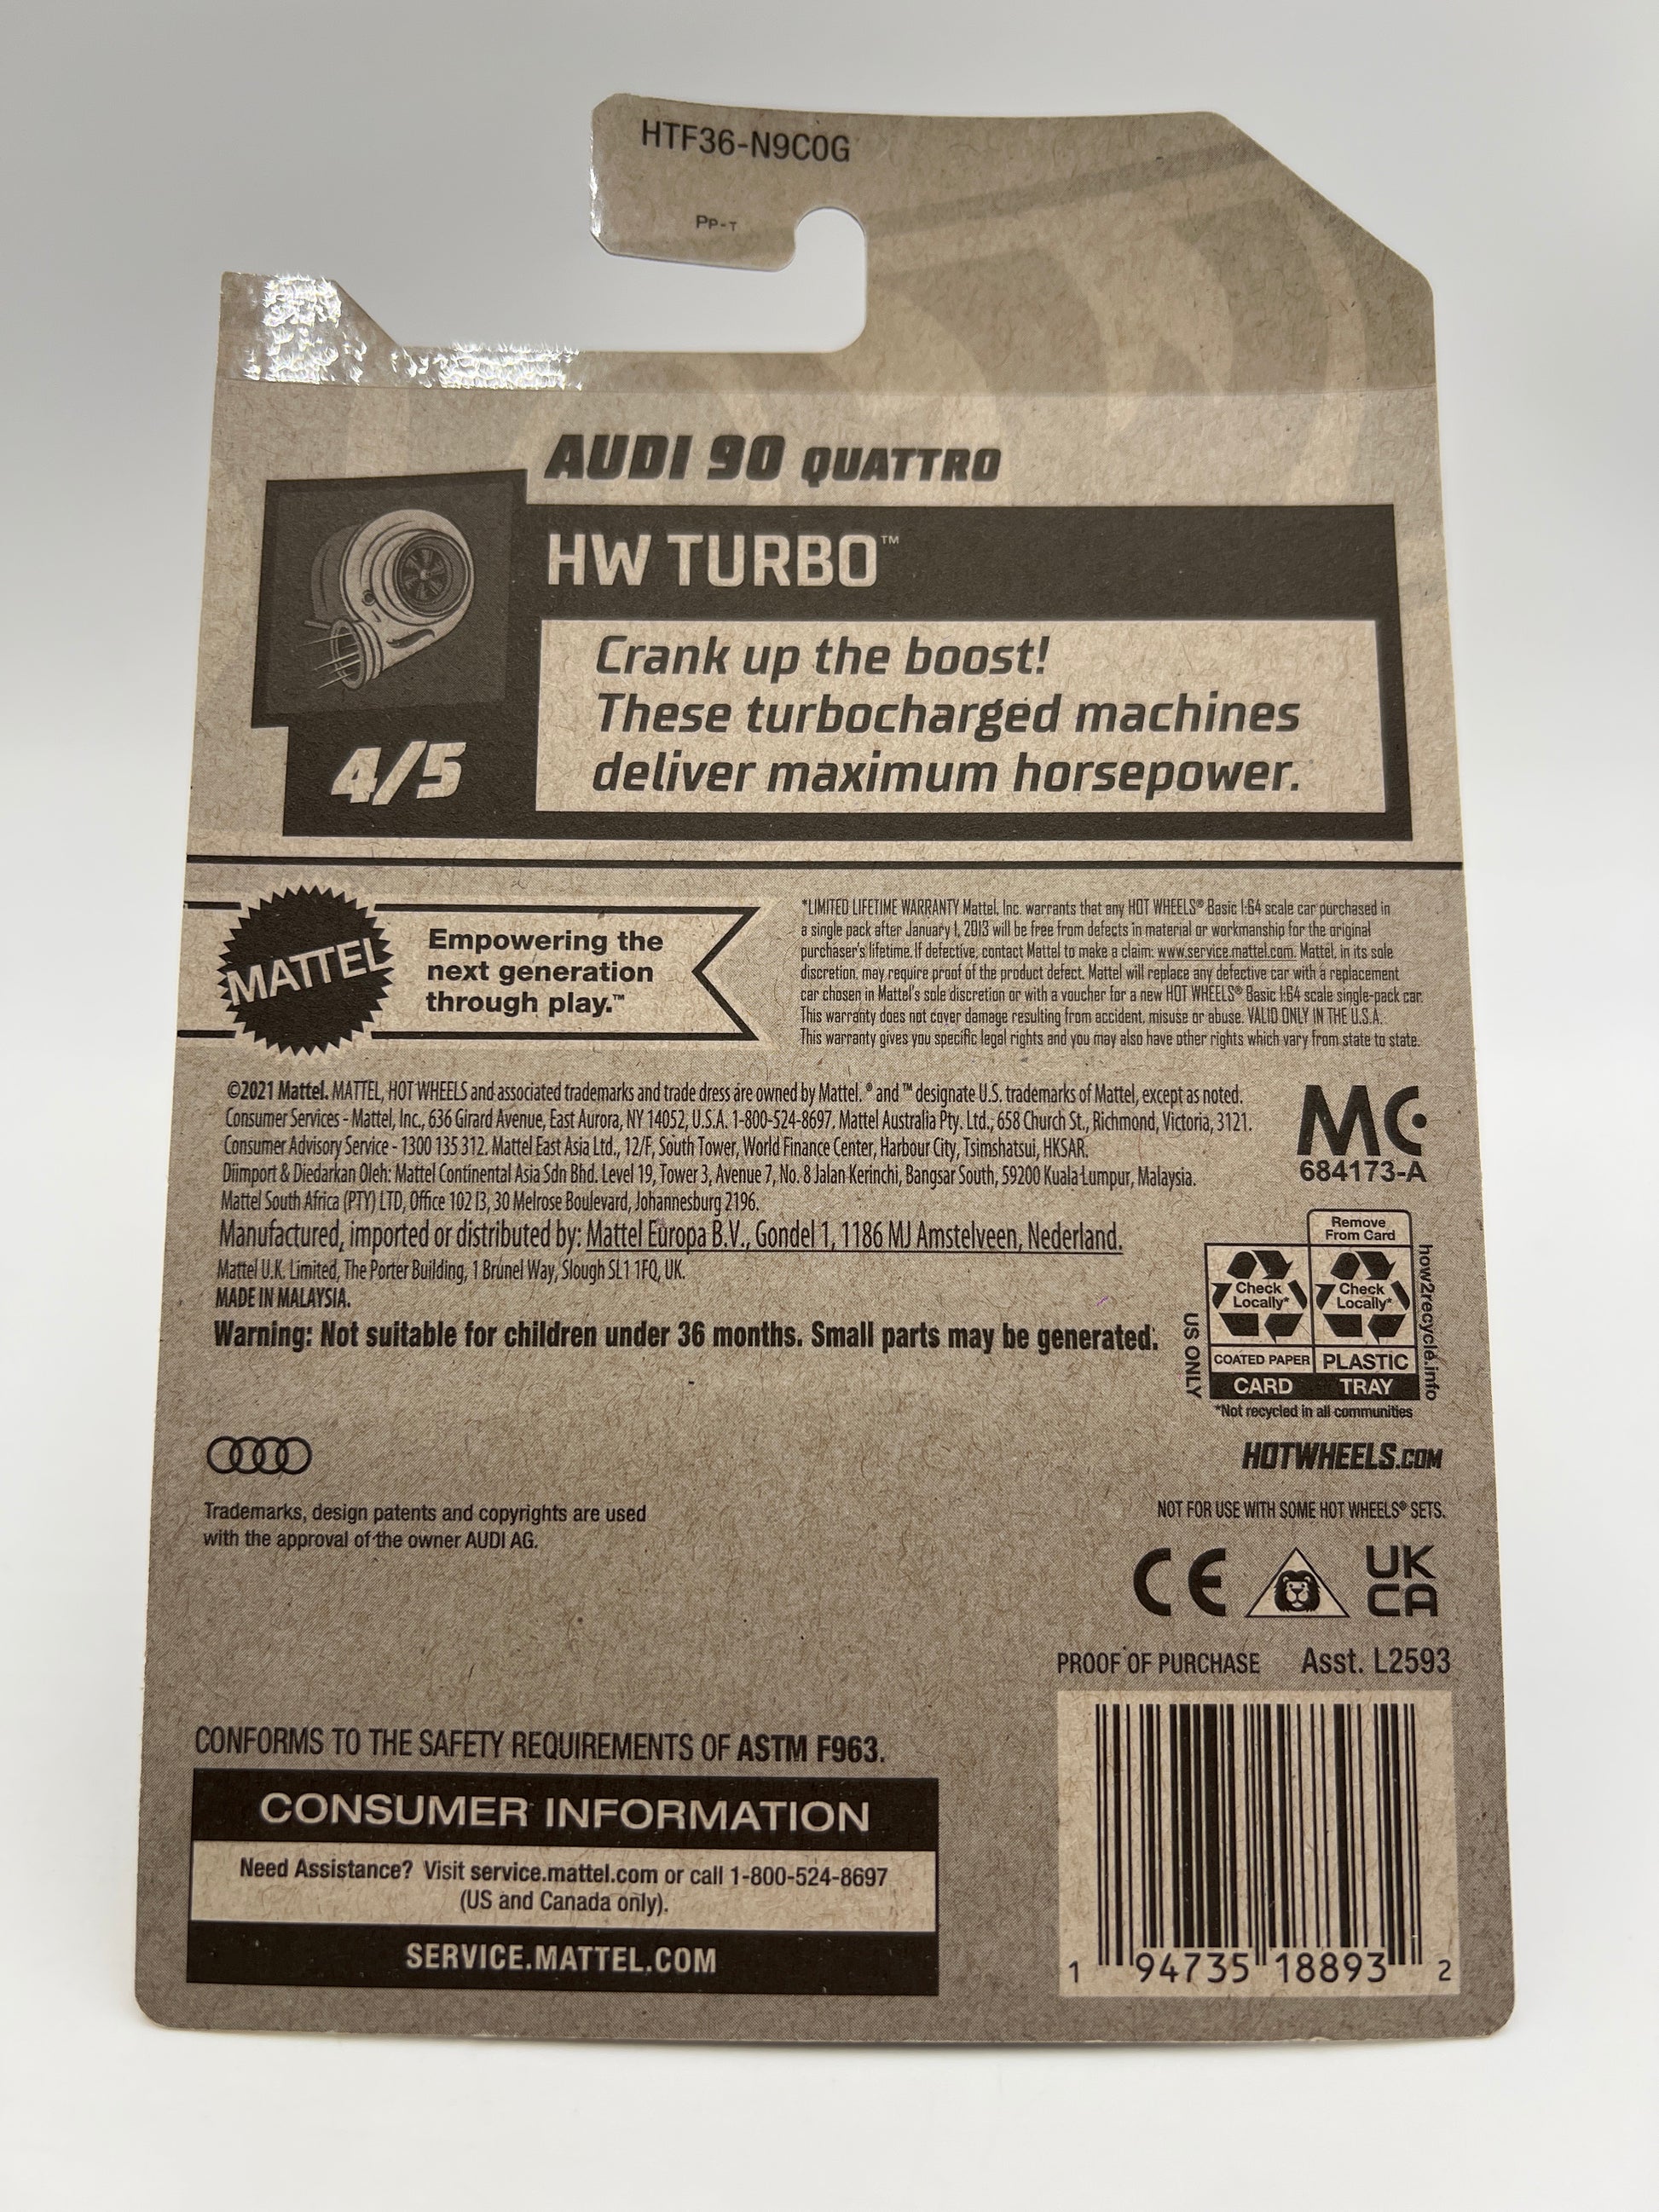 HTF36-N9C0G
PP-T
AUDI 90 QUATTRO
HW TURBO™
Crank up the boost!
These turbocharged machines
deliver maximum horsepower.
4/5
MATTEL
Empowering the
next generation
through play.™
*LIMITED LIFETIME WARRANTY Mattel, Inc. warrants that any HOT WHEELS® Basic 1:64 scale car purchased in
a single pack after January 1, 2013 will be free from defects in material or workmanship for the original
purchaser's lifetime. If defective, contact Mattel to make a claim: www.service.mattel.com. Mattel, in its sole
discretion, may require proof of the product defect. Mattel will replace any defective car with a replacement
car chosen in Mattel's sole discretion or with a voucher for a new HOT WHEELS® Basic 1:64 scale single-pack car.
This warranty does not cover damage resulting from accident, misuse or abuse. VALID ONLY IN THE U.S.A.
This warranty gives you specific legal rights and you may also have other rights which vary from state to state.
©2021 Mattel. MATTEL, HOT WHEELS and associated trademarks and trade dress are owned by Mattel. ® and ™ designate U.S. trademarks of Mattel, except as noted.
Consumer Services - Mattel, Inc., 636 Girard Avenue, East Aurora, NY 14052, U.S.A. 1-800-524-8697. Mattel Australia Pty. Ltd., 658 Church St., Richmond, Victoria, 3121.
Consumer Advisory Service - 1300 135 312. Mattel East Asia Ltd., 12/F, South Tower, World Finance Center, Harbour City, Tsimshatsui, HKSAR.
Diimport & Diedarkan Oleh: Mattel Continental Asia Sdn Bhd. Level 19, Tower 3, Avenue 7, No. 8 Jalan Kerinchi, Bangsar South, 59200 Kuala Lumpur, Malaysia.
Mattel South Africa (PTY) LTD, Office 102 I3, 30 Melrose Boulevard, Johannesburg 2196.
Manufactured, imported or distributed by: Mattel Europa B.V., Gondel 1, 1186 MJ Amstelveen, Nederland.
Mattel U.K. Limited, The Porter Building, 1 Brunel Way, Slough SL1 1FQ, UK.
MADE IN MALAYSIA.
Warning: Not suitable for children under 36 months. Small parts may be generated.
MC
684173-A
Remove
From Card
Check
Locally*
Check
Locally*
COATED PAPER
PLASTIC
CARD
TRAY
US ONLY
how2recycle.info
*Not recycled in all communities
HOTWHEELS.COM
Trademarks, design patents and copyrights are used
with the approval of the owner AUDI AG.
NOT FOR USE WITH SOME HOT WHEELS® SETS.
CE
UK
CA
PROOF OF PURCHASE Asst. L2593
CONFORMS TO THE SAFETY REQUIREMENTS OF ASTM F963.
CONSUMER INFORMATION
Need Assistance? Visit service.mattel.com or call 1-800-524-8697
(US and Canada only).
SERVICE.MATTEL.COM
1 94735 18893 2